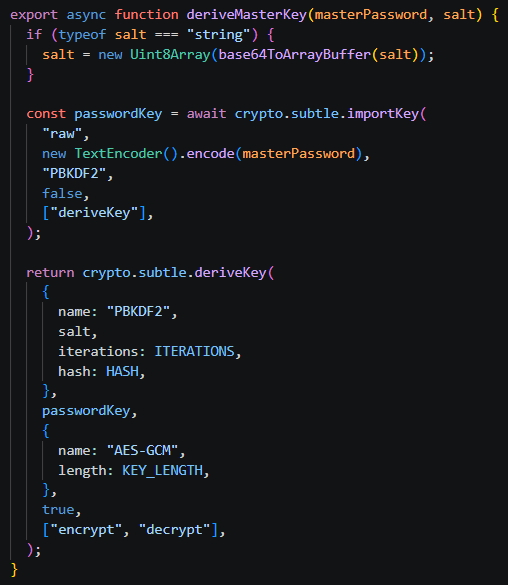 export async function deriveMasterKey(masterPassword, salt) {
  if (typeof salt === "string") {
    salt = new Uint8Array(base64ToArrayBuffer(salt));
  }

  const passwordKey = await crypto.subtle.importKey(
    "raw",
    new TextEncoder().encode(masterPassword),
    "PBKDF2",
    false,
    ["deriveKey"],
  );

  return crypto.subtle.deriveKey(
    {
      name: "PBKDF2",
      salt,
      iterations: ITERATIONS,
      hash: HASH,
    },
    passwordKey,
    {
      name: "AES-GCM",
      length: KEY_LENGTH,
    },
    true,
    ["encrypt", "decrypt"],
  );
}